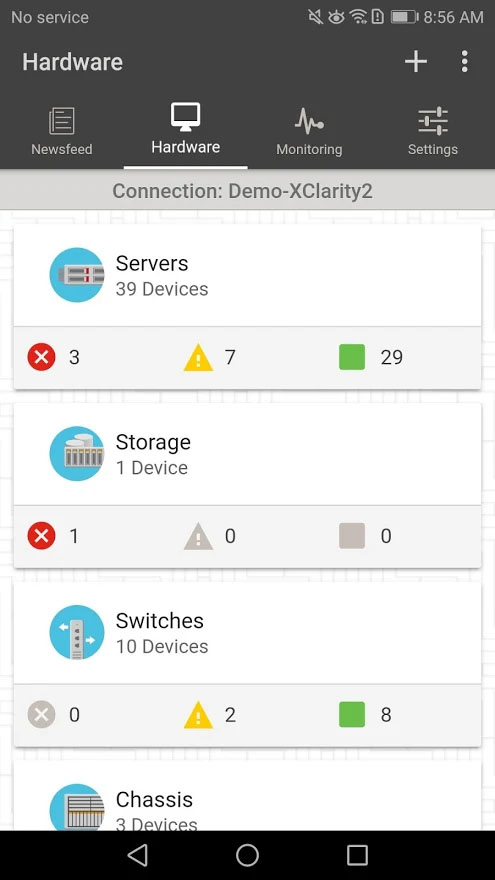 No service 8:56 AM
Hardware
Newsfeed Hardware Monitoring Settings
Connection: Demo-XClarity2
Servers
39 Devices
3 7 29
Storage
1 Device
1 0 0
Switches
10 Devices
0 2 8
Chassis
3 Devices